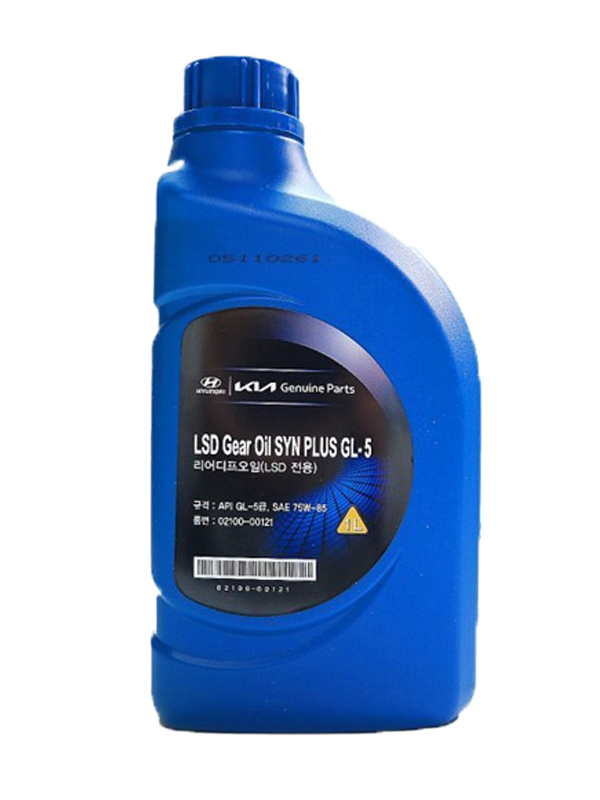 05110261
HYUNDAI | KIA Genuine Parts
LSD Gear Oil SYN PLUS GL-5
리어디프오일(LSD 전용)
규격 : API GL-5급, SAE 75W-85
품번 : 02100-00121
1L
02100-00121